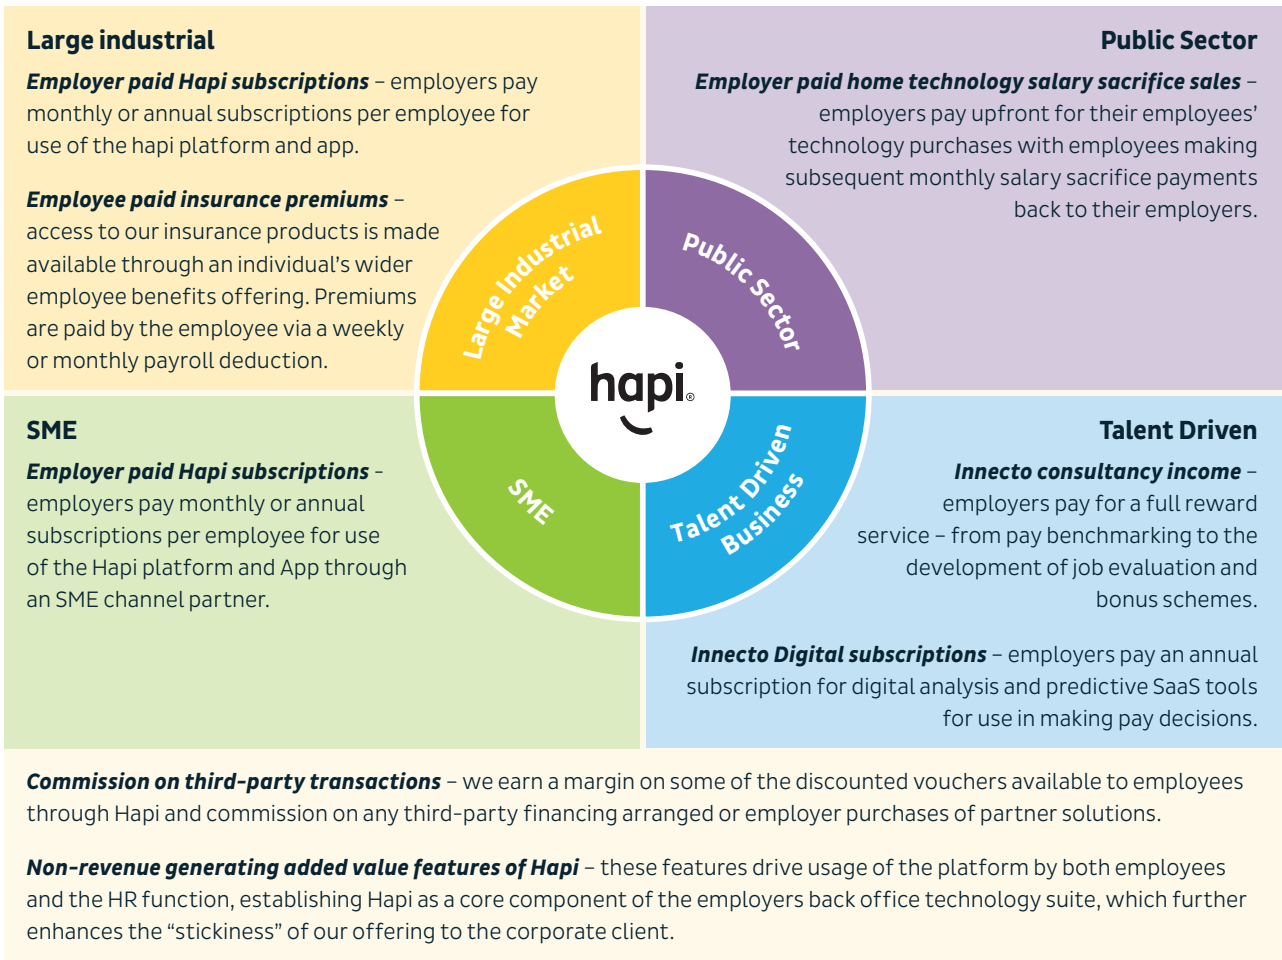 Large industrial
Employer paid Hapi subscriptions – employers pay
monthly or annual subscriptions per employee for
use of the hapi platform and app.
Employee paid insurance premiums –
access to our insurance products is made
available through an individual’s wider
employee benefits offering. Premiums
are paid by the employee via a weekly
or monthly payroll deduction.
Public Sector
Employer paid home technology salary sacrifice sales –
employers pay upfront for their employees’
technology purchases with employees making
subsequent monthly salary sacrifice payments
back to their employers.
Large Industrial
Market
Public Sector
hapi®
SME
Talent Driven
Business
SME
Employer paid Hapi subscriptions –
employers pay monthly or annual
subscriptions per employee for use
of the Hapi platform and App through
an SME channel partner.
Talent Driven
Innecto consultancy income –
employers pay for a full reward
service – from pay benchmarking to the
development of job evaluation and
bonus schemes.
Innecto Digital subscriptions – employers pay an annual
subscription for digital analysis and predictive SaaS tools
for use in making pay decisions.
Commission on third-party transactions – we earn a margin on some of the discounted vouchers available to employees
through Hapi and commission on any third-party financing arranged or employer purchases of partner solutions.
Non-revenue generating added value features of Hapi – these features drive usage of the platform by both employees
and the HR function, establishing Hapi as a core component of the employers back office technology suite, which further
enhances the “stickiness” of our offering to the corporate client.